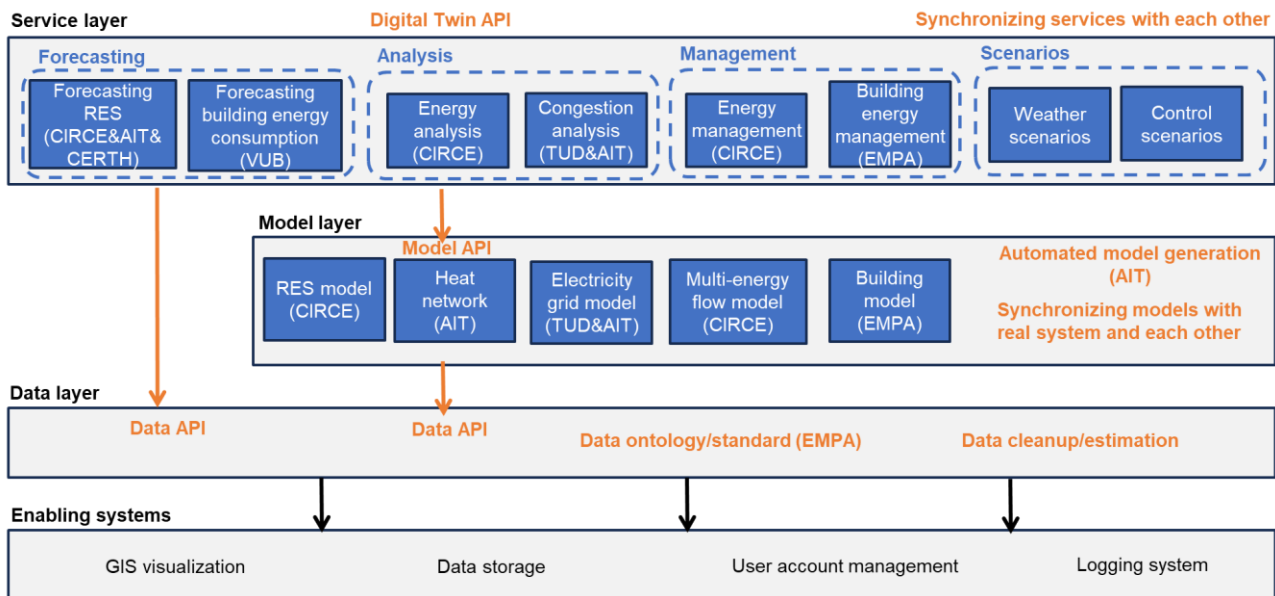 Service layer
Digital Twin API
Synchronizing services with each other
Forecasting
Analysis
Management
Scenarios
Forecasting
RES
(CIRCE&AIT&
CERTH)
Forecasting
building energy
consumption
(VUB)
Energy
analysis
(CIRCE)
Congestion
analysis
(TUD&AIT)
Energy
management
(CIRCE)
Building
energy
management
(EMPA)
Weather
scenarios
Control
scenarios
Model layer
Model API
RES model
(CIRCE)
Heat
network
(AIT)
Electricity
grid model
(TUD&AIT)
Multi-energy
flow model
(CIRCE)
Building
model
(EMPA)
Automated model generation
(AIT)
Synchronizing models with
real system and each other
Data layer
Data API
Data API
Data ontology/standard (EMPA)
Data cleanup/estimation
Enabling systems
GIS visualization
Data storage
User account management
Logging system